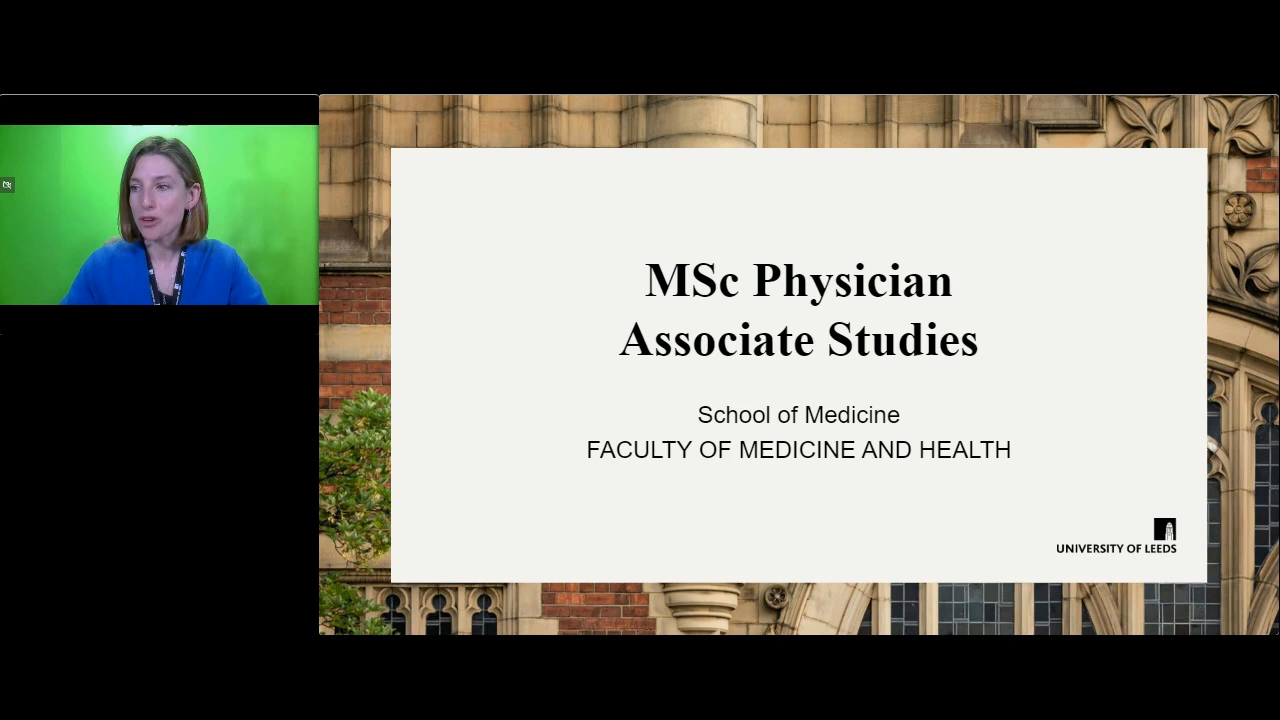 MSc Physician
Associate Studies
School of Medicine
FACULTY OF MEDICINE AND HEALTH
UNIVERSITY OF LEEDS